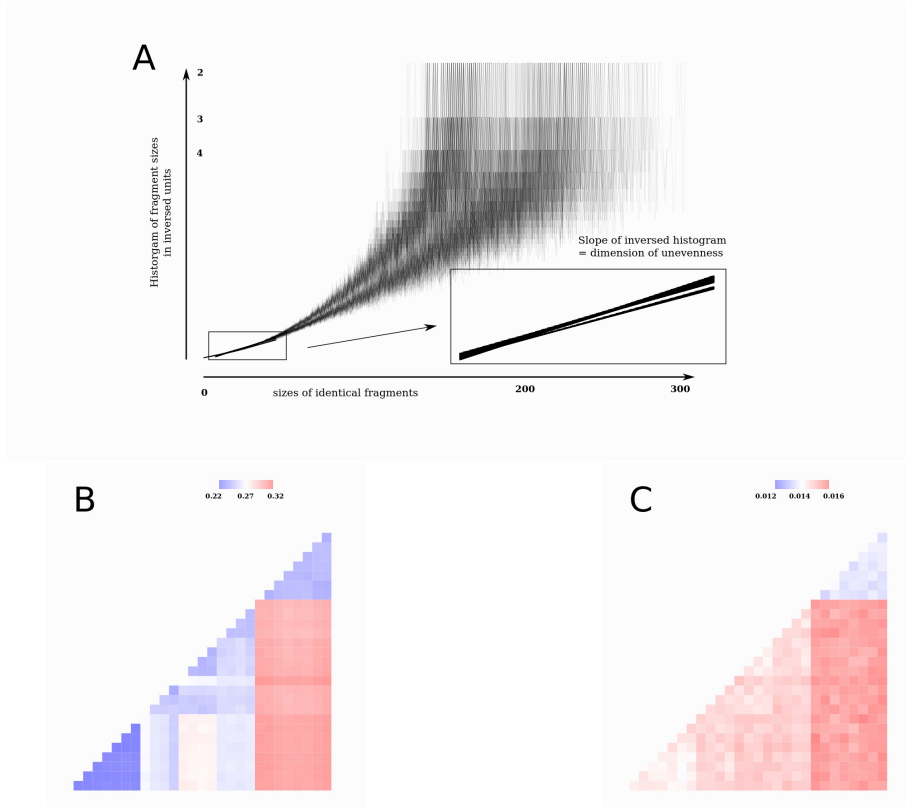 A
2
3
4
Historgam of fragment sizes
in inversed units
Slope of inversed histogram
= dimension of unevenness
0
sizes of identical fragments
200
300
B
0.22 0.27 0.32
C
0.012 0.014 0.016